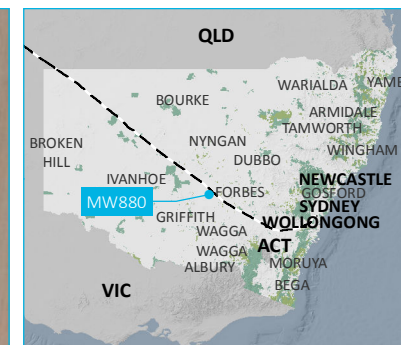 QLD
WARIALDA
YAMB
BOURKE
ARMIDALE
TAMWORTH
NYNGAN
WINGHAM
BROKEN
HILL
DUBBO
IVANHOE
NEWCASTLE
MW880
FORBES
GOSFORD
SYDNEY
GRIFFITH
WOLLONGONG
WAGGA
WAGGA
ACT
ALBURY
MORUYA
VIC
BEGA